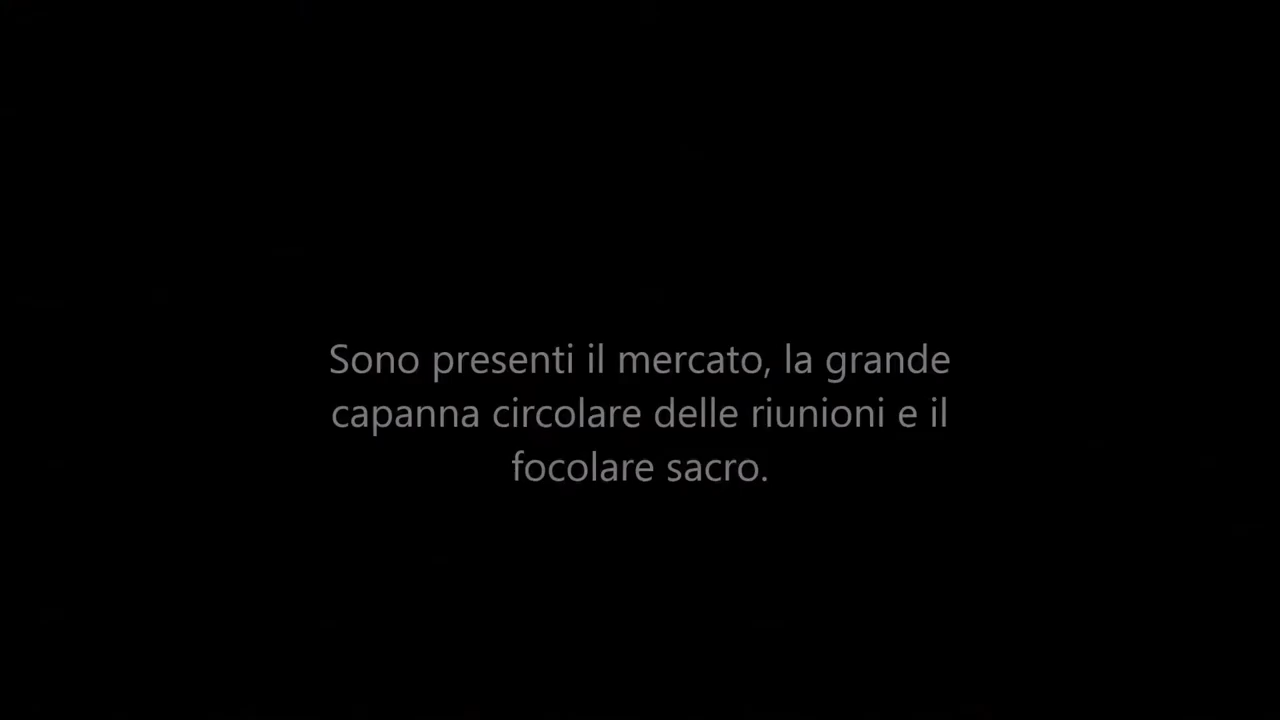 Sono presenti il mercato, la grande
capanna circolare delle riunioni e il
focolare sacro.